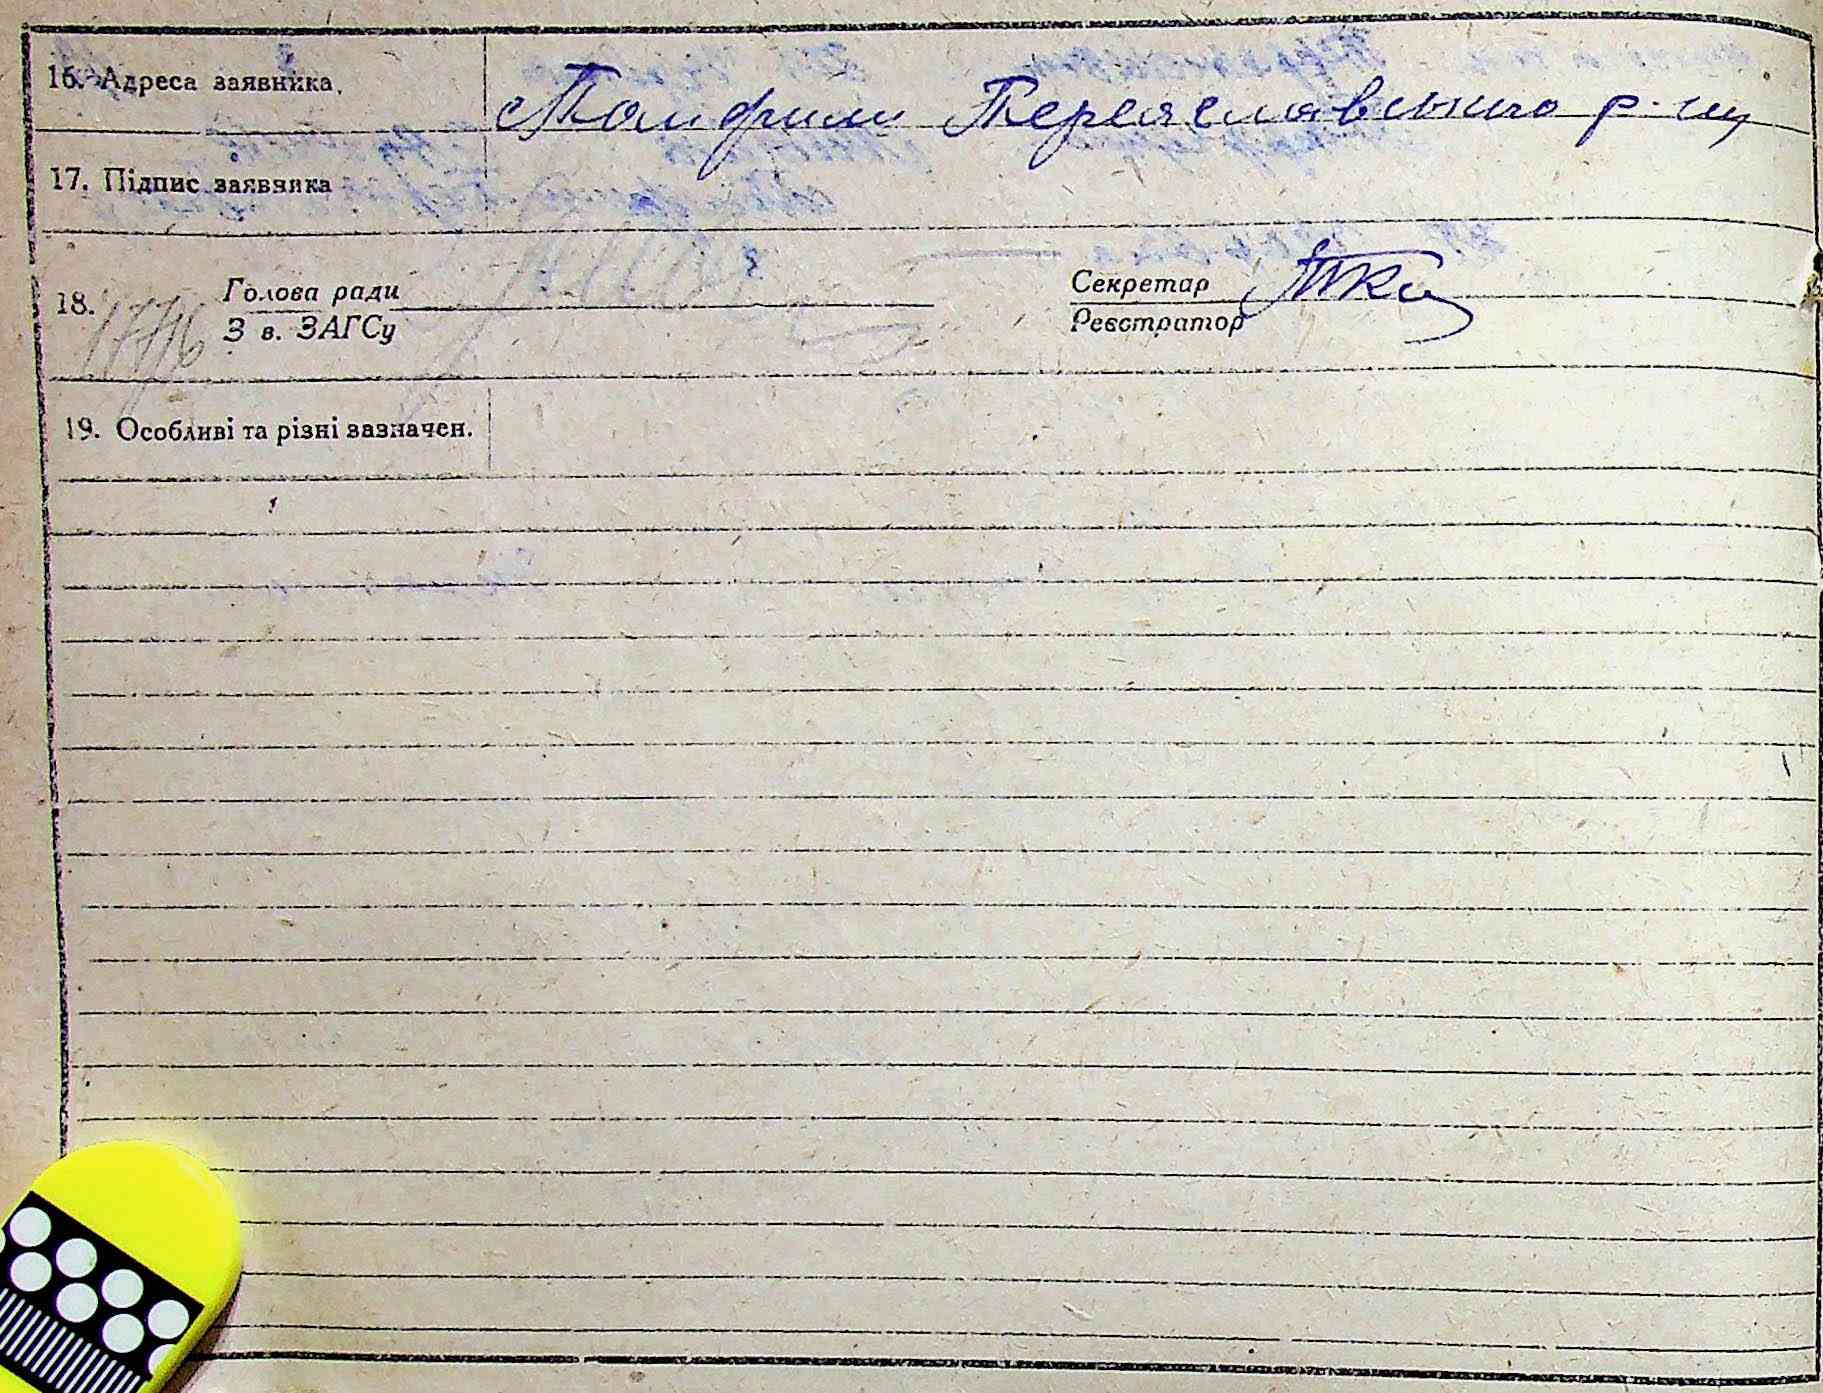 16. Адреса заявника.
с Помфили Переяславського р-ну
17. Підпис заявника
18. Голова ради
З в. ЗАГСу
Секретар
Реєстратор
19. Особливі та різні зазначен.